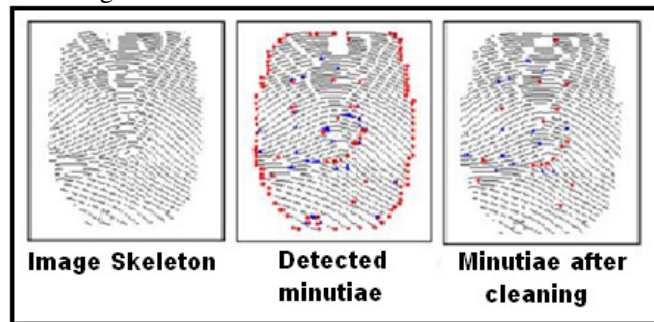 Image Skeleton
Detected
minutiae
Minutiae after
cleaning